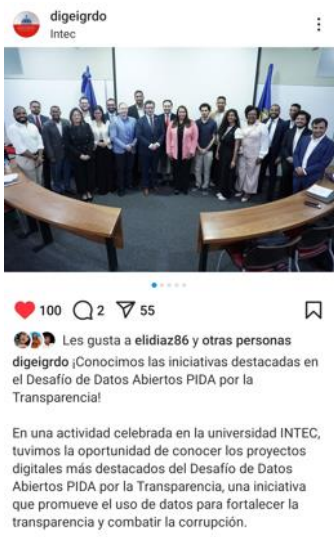 digeigrdo
Intec
100 2 55
Les gusta a elidiaz86 y otras personas
digeigrdo ¡Conocimos las iniciativas destacadas en
el Desafío de Datos Abiertos PIDA por la
Transparencia!
En una actividad celebrada en la universidad INTEC,
tuvimos la oportunidad de conocer los proyectos
digitales más destacados del Desafío de Datos
Abiertos PIDA por la Transparencia, una iniciativa
que promueve el uso de datos para fortalecer la
transparencia y combatir la corrupción.